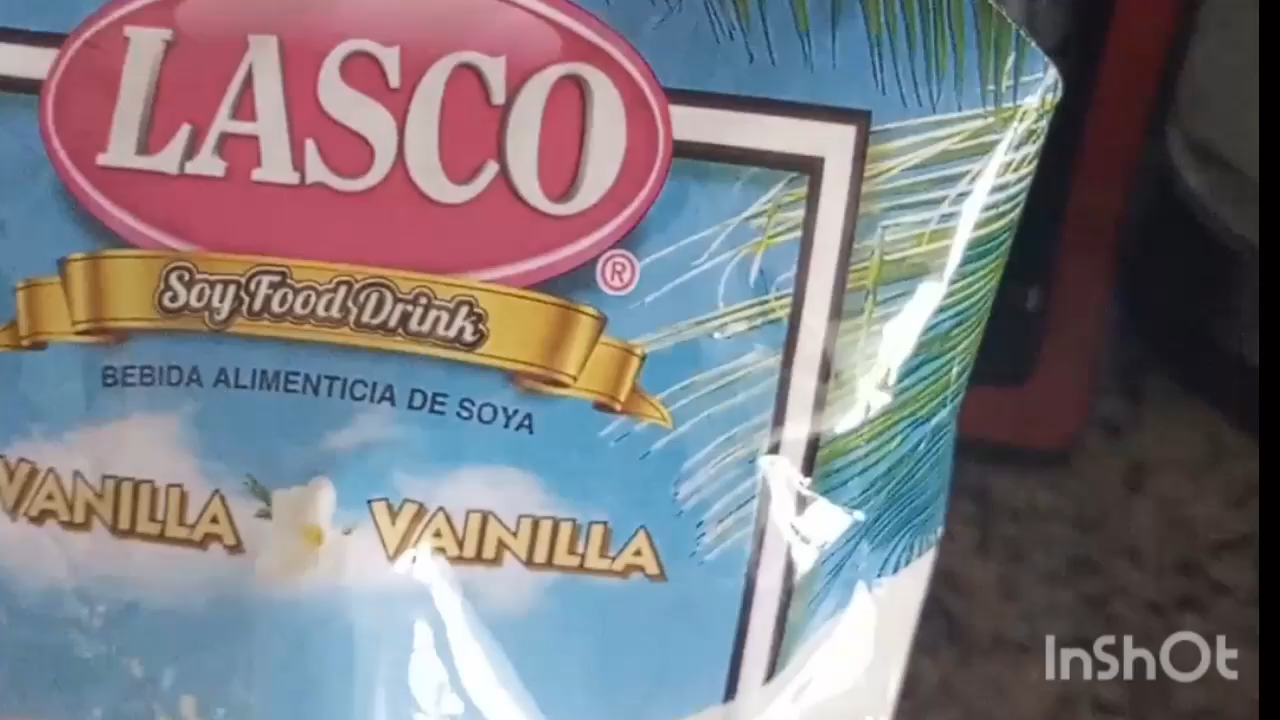 LASCO
®
Soy Food Drink
BEBIDA ALIMENTICIA DE SOYA
VANILLA VAINILLA
InShOt